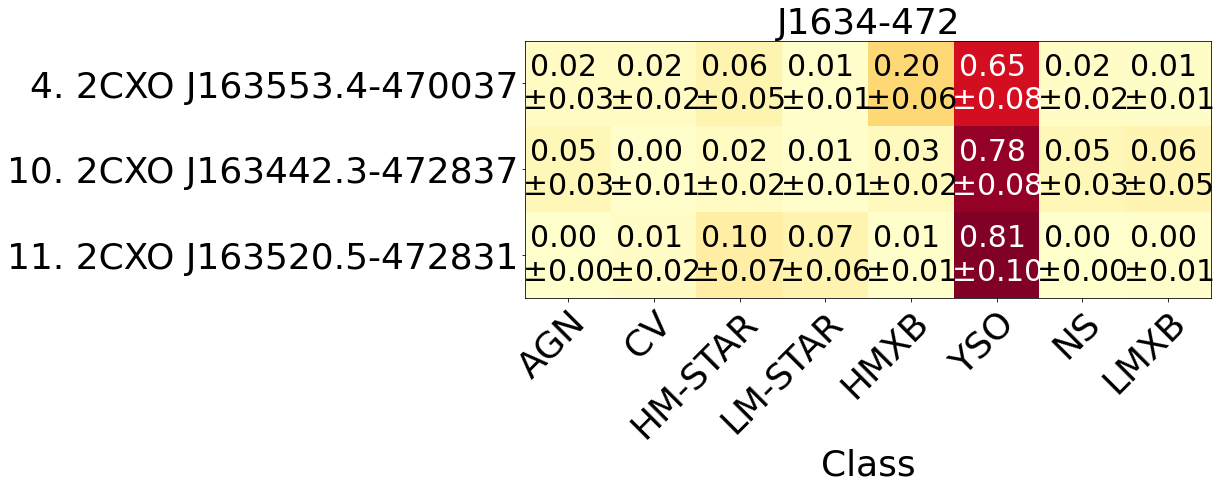 J1634-472
4. 2CXO J163553.4-470037
0.02 0.02 0.06 0.01 0.20 0.65 0.02 0.01
±0.03 ±0.02 ±0.05 ±0.01 ±0.06 ±0.08 ±0.02 ±0.01
10. 2CXO J163442.3-472837
0.05 0.00 0.02 0.01 0.03 0.78 0.05 0.06
±0.03 ±0.01 ±0.02 ±0.01 ±0.02 ±0.08 ±0.03 ±0.05
11. 2CXO J163520.5-472831
0.00 0.01 0.10 0.07 0.01 0.81 0.00 0.00
±0.00 ±0.02 ±0.07 ±0.06 ±0.01 ±0.10 ±0.00 ±0.01
AGN CV HM-STAR LM-STAR HMXB YSO NS LMXB
Class